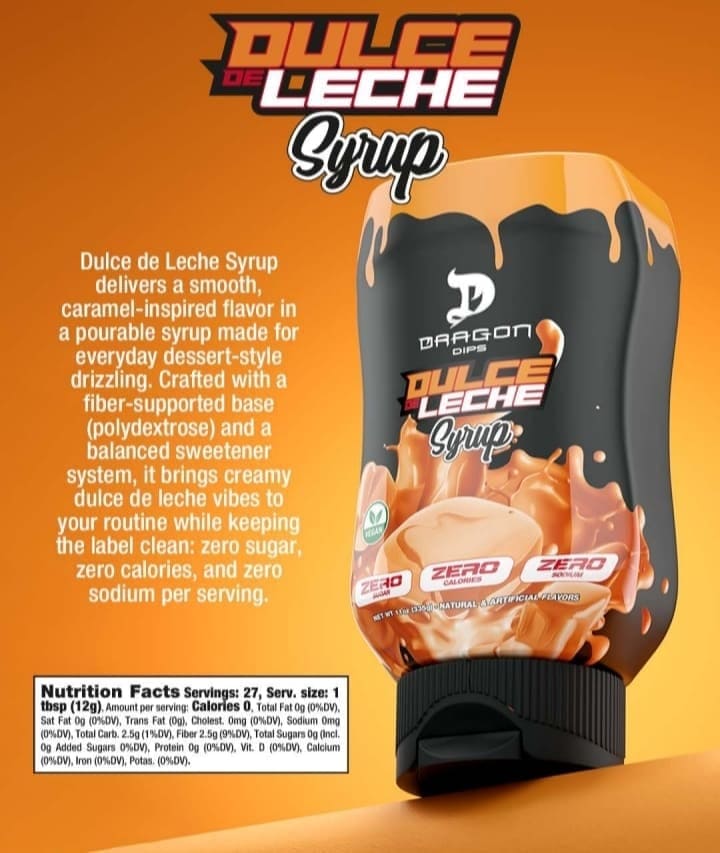 DULCE
DE LECHE
Syrup
Dulce de Leche Syrup
delivers a smooth,
caramel-inspired flavor in
a pourable syrup made for
everyday dessert-style
drizzling. Crafted with a
fiber-supported base
(polydextrose) and a
balanced sweetener
system, it brings creamy
dulce de leche vibes to
your routine while keeping
the label clean: zero sugar,
zero calories, and zero
sodium per serving.
DRAGON
DIPS
DULCE
DE LECHE
Syrup
VEGAN
ZERO
SUGAR
ZERO
CALORIES
ZERO
SODIUM
NET WT 11oz (335g) • NATURAL & ARTIFICIAL FLAVORS
Nutrition Facts Servings: 27, Serv. size: 1
tbsp (12g), Amount per serving: Calories 0, Total Fat 0g (0%DV),
Sat Fat 0g (0%DV), Trans Fat (0g), Cholest. 0mg (0%DV), Sodium 0mg
(0%DV), Total Carb. 2.5g (1%DV), Fiber 2.5g (9%DV), Total Sugars 0g (Incl.
0g Added Sugars 0%DV), Protein 0g (0%DV), Vit. D (0%DV), Calcium
(0%DV), Iron (0%DV), Potas. (0%DV).